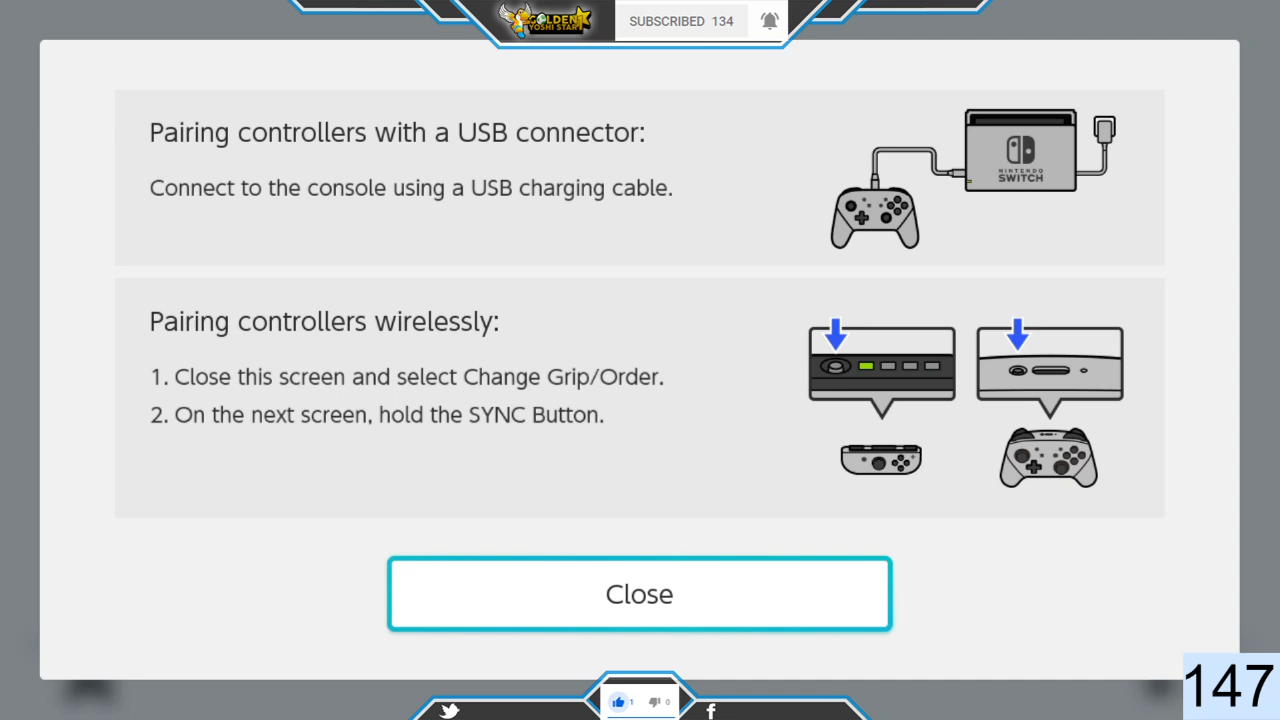 GOLDEN
YOSHI STAR
SUBSCRIBED 134
Pairing controllers with a USB connector:
Connect to the console using a USB charging cable.
NINTENDO
SWITCH
Pairing controllers wirelessly:
1. Close this screen and select Change Grip/Order.
2. On the next screen, hold the SYNC Button.
Close
147
1 0